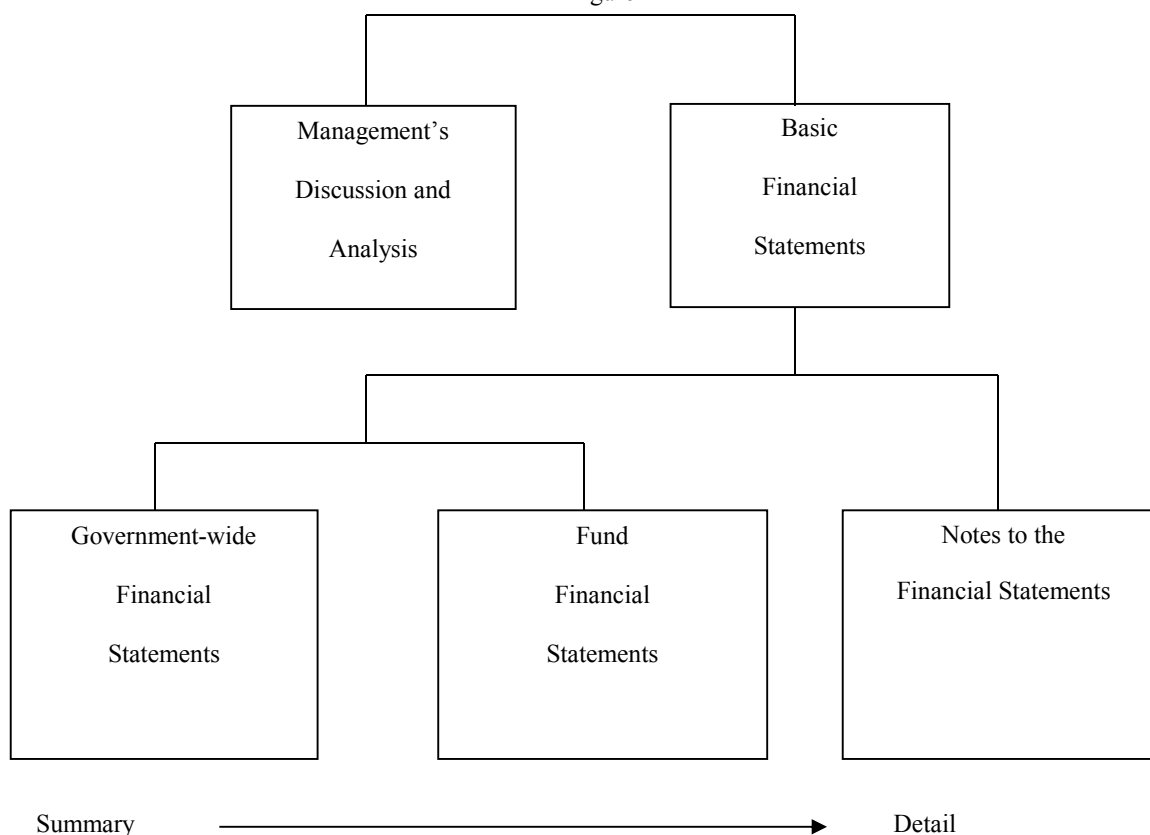 Management’s
Discussion and
Analysis
Basic
Financial
Statements
Government-wide
Financial
Statements
Fund
Financial
Statements
Notes to the
Financial Statements
Summary
Detail